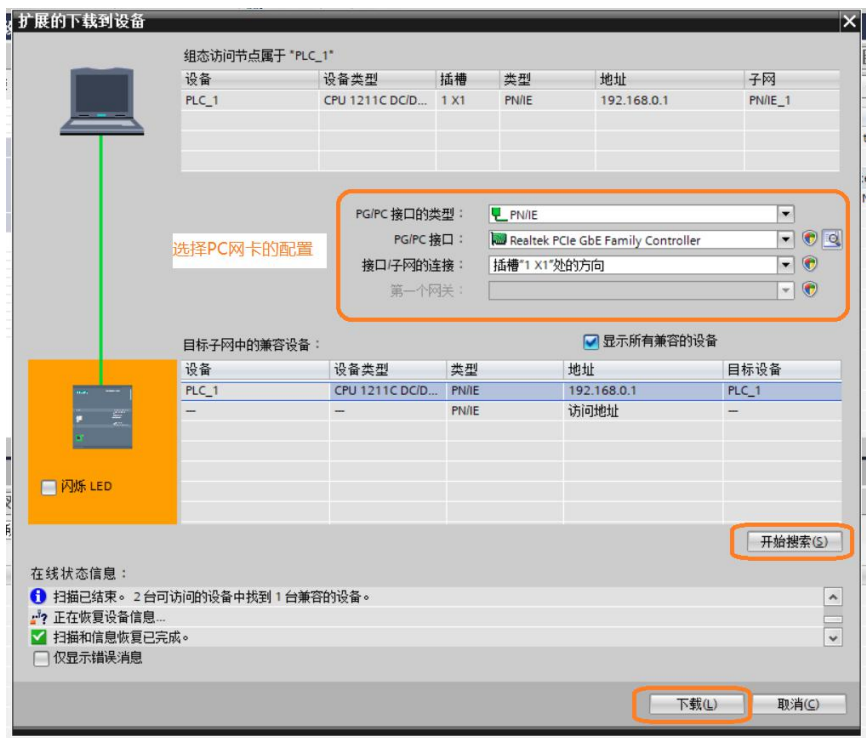 扩展的下载到设备
组态访问节点属于 "PLC_1"
设备 设备类型 插槽 类型 地址 子网
PLC_1 CPU 1211C DC/D... 1 X1 PN/IE 192.168.0.1 PN/IE_1
PG/PC 接口的类型： PN/IE
选择PC网卡的配置
PG/PC 接口： Realtek PCIe GbE Family Controller
接口/子网的连接： 插槽"1 X1"处的方向
第一个网关：
目标子网中的兼容设备： 显示所有兼容的设备
设备 设备类型 类型 地址 目标设备
PLC_1 CPU 1211C DC/D... PN/IE 192.168.0.1 PLC_1
— — PN/IE 访问地址 —
闪烁 LED
开始搜索(S)
在线状态信息：
扫描已结束。2 台可访问的设备中找到 1 台兼容的设备。
正在恢复设备信息...
扫描和信息恢复已完成。
仅显示错误消息
下载(L) 取消(C)